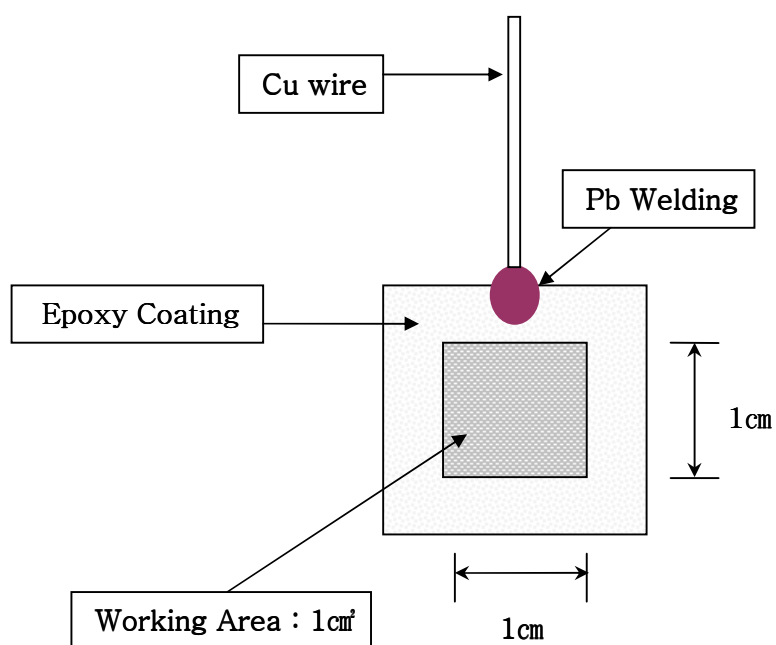 Cu wire
Pb Welding
Epoxy Coating
1㎝
Working Area : 1㎠
1㎝